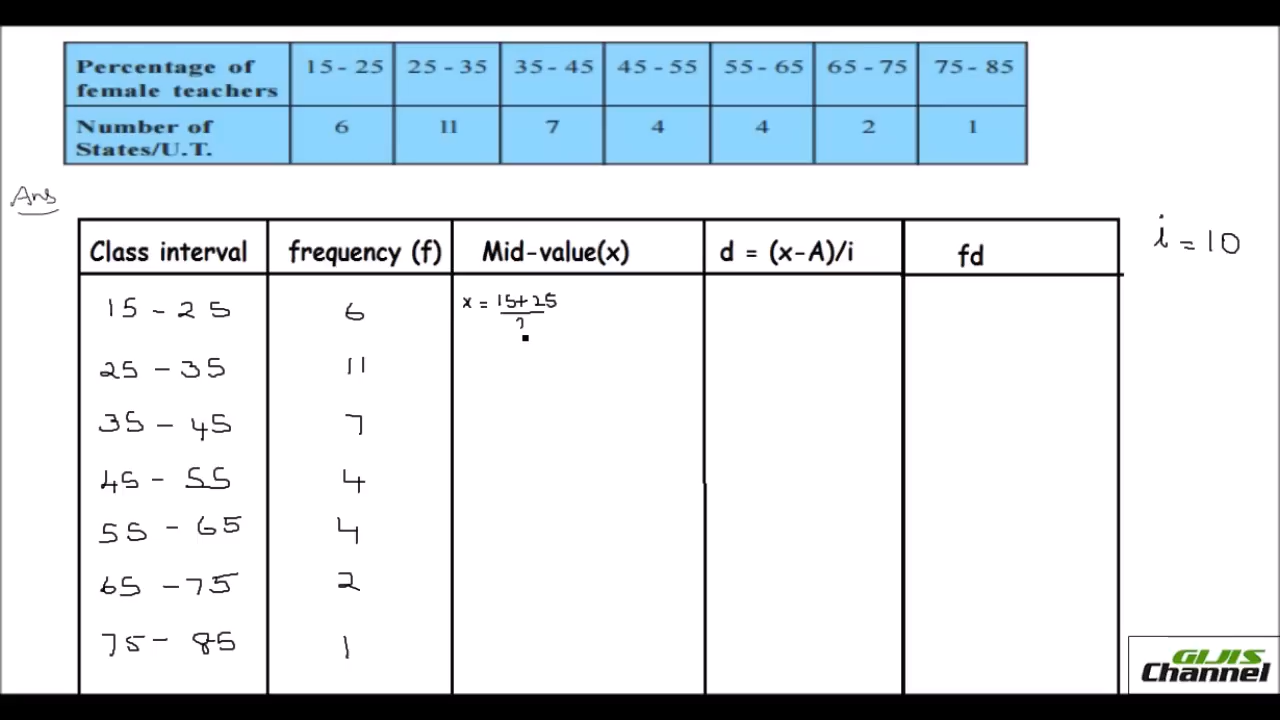 Percentage of female teachers 15 - 25 25 - 35 35 - 45 45 - 55 55 - 65 65 - 75 75 - 85
Number of States/U.T. 6 11 7 4 4 2 1
Ans
Class interval frequency (f) Mid-value(x) d = (x-A)/i fd i = 10
15 - 25 6 x = 15+25
2
25 - 35 11
35 - 45 7
45 - 55 4
55 - 65 4
65 - 75 2
75 - 85 1
GIJIS
Channel